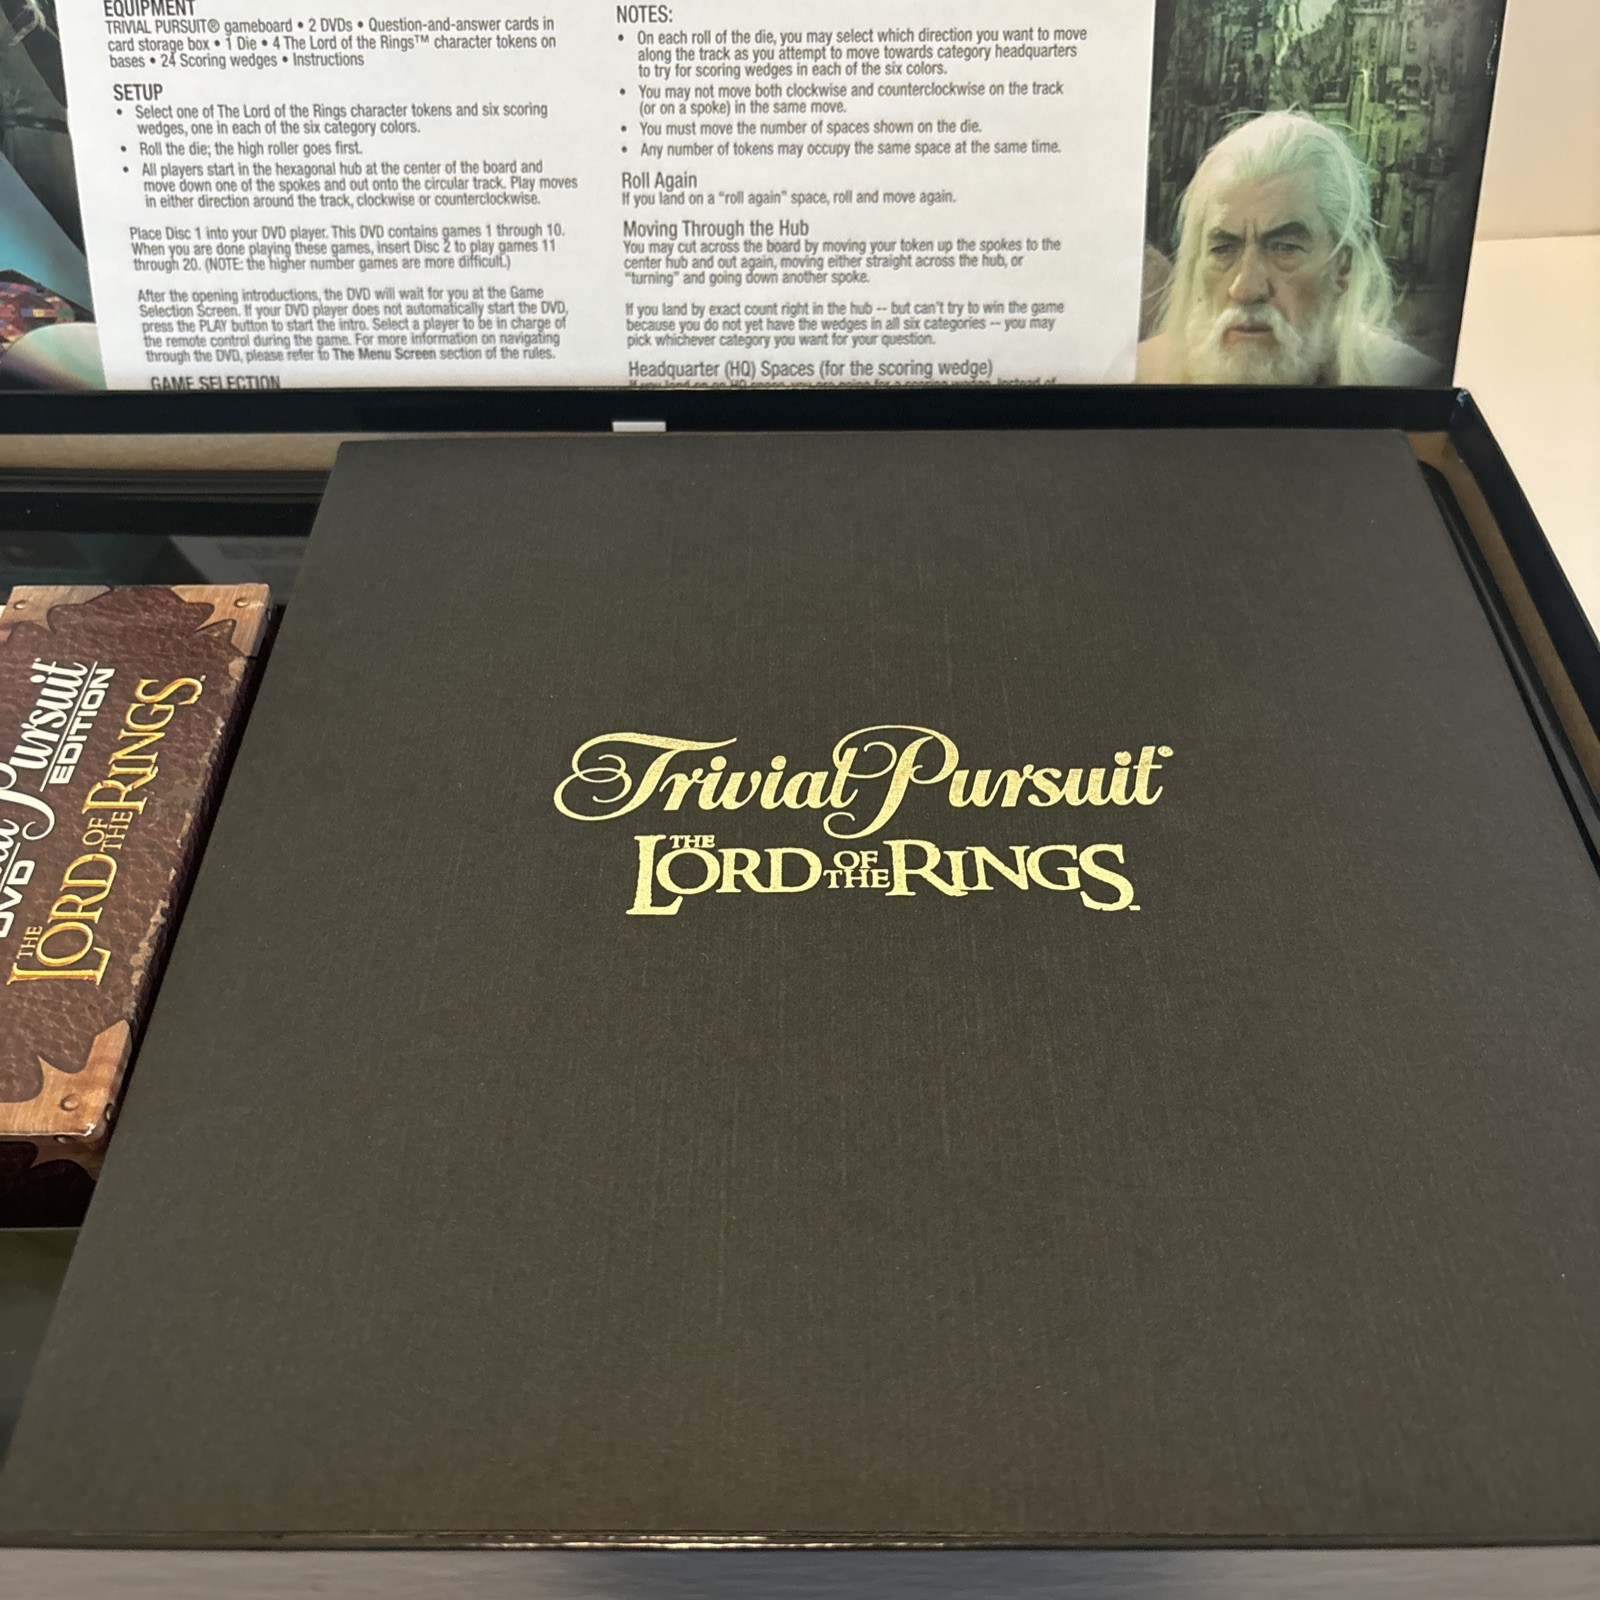 EQUIPMENT
TRIVIAL PURSUIT® gameboard • 2 DVDs • Question-and-answer cards in
card storage box • 1 Die • 4 The Lord of the Rings™ character tokens on
bases • 24 Scoring wedges • Instructions
SETUP
• Select one of The Lord of the Rings character tokens and six scoring
wedges, one in each of the six category colors.
• Roll the die; the high roller goes first.
• All players start in the hexagonal hub at the center of the board and
move down one of the spokes and out onto the circular track. Play moves
in either direction around the track, clockwise or counterclockwise.
Place Disc 1 into your DVD player. This DVD contains games 1 through 10.
When you are done playing these games, insert Disc 2 to play games 11
through 20. (NOTE: the higher number games are more difficult.)
After the opening introductions, the DVD will wait for you at the Game
Selection Screen. If your DVD player does not automatically start the DVD,
press the PLAY button to start the intro. Select a player to be in charge of
the remote control during the game. For more information on navigating
through the DVD, please refer to The Menu Screen section of the rules.
GAME SELECTION
NOTES:
• On each roll of the die, you may select which direction you want to move
along the track as you attempt to move towards category headquarters
to try for scoring wedges in each of the six colors.
• You may not move both clockwise and counterclockwise on the track
(or on a spoke) in the same move.
• You must move the number of spaces shown on the die.
• Any number of tokens may occupy the same space at the same time.
Roll Again
If you land on a "roll again" space, roll and move again.
Moving Through the Hub
You may cut across the board by moving your token up the spokes to the
center hub and out again, moving either straight across the hub, or
"turning" and going down another spoke.
If you land by exact count right in the hub -- but can't try to win the game
because you do not yet have the wedges in all six categories -- you may
pick whichever category you want for your question.
Headquarter (HQ) Spaces (for the scoring wedge)
If you land on an HQ space, you are going for a scoring wedge. Instead of
Pursuit
DVD EDITION
THE LORD OF THE RINGS™
Trivial Pursuit®
THE LORD OF THE RINGS™